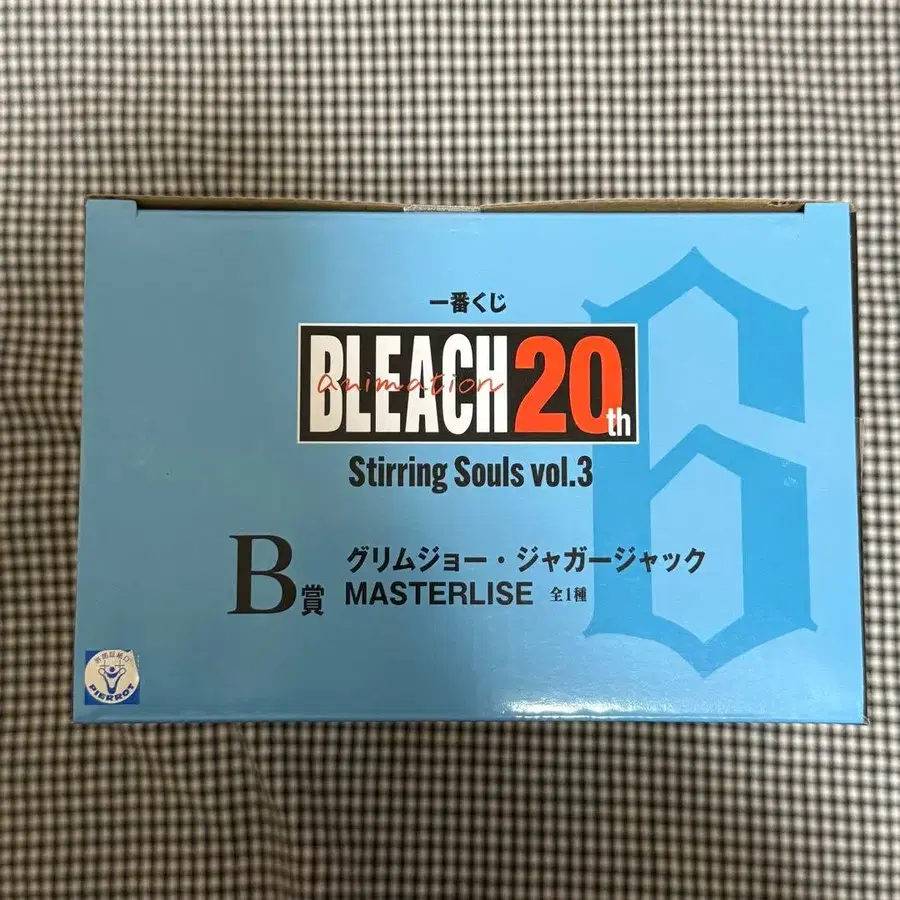 一番くじ
BLEACH 20th
animation
Stirring Souls vol.3
B賞
グリムジョー・ジャガージャック
MASTERLISE 全1種
PIERROT